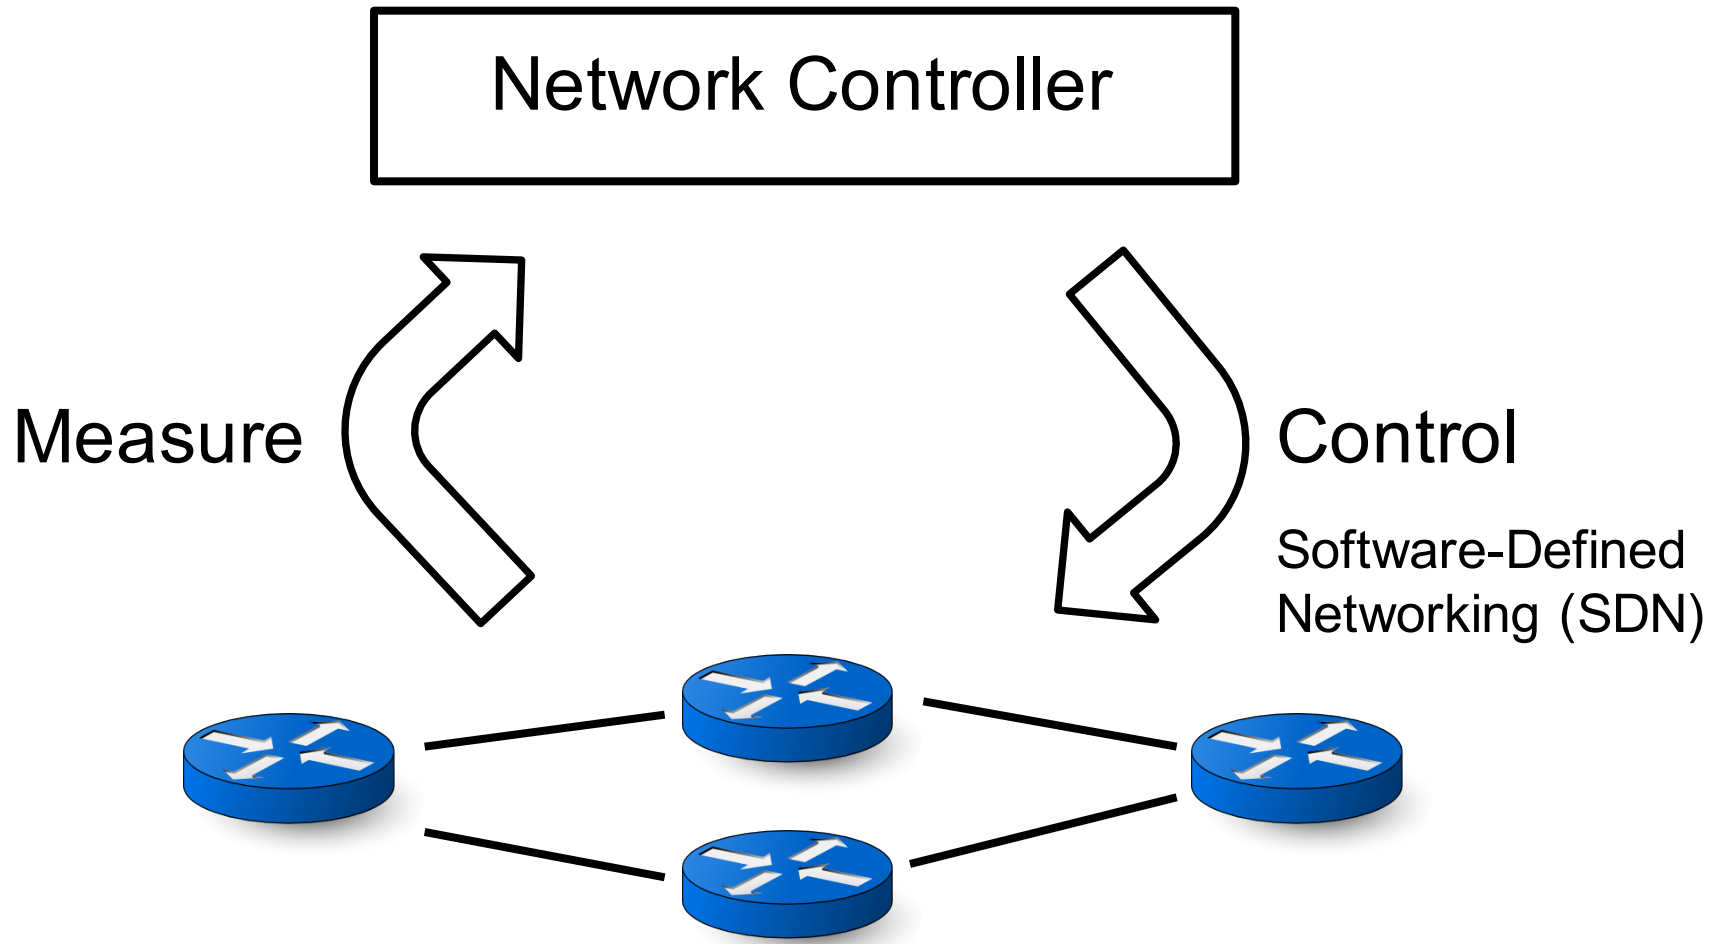 Network Controller
Measure
Control
Software-Defined
Networking (SDN)